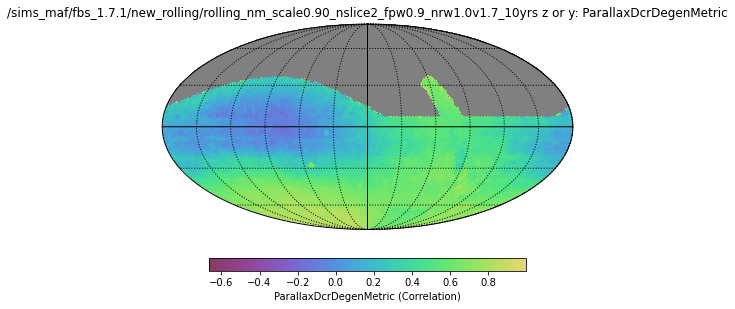 /sims_maf/fbs_1.7.1/new_rolling/rolling_nm_scale0.90_nslice2_fpw0.9_nrw1.0v1.7_10yrs z or y: ParallaxDcrDegenMetric
−0.6 −0.4 −0.2 0.0 0.2 0.4 0.6 0.8
ParallaxDcrDegenMetric (Correlation)